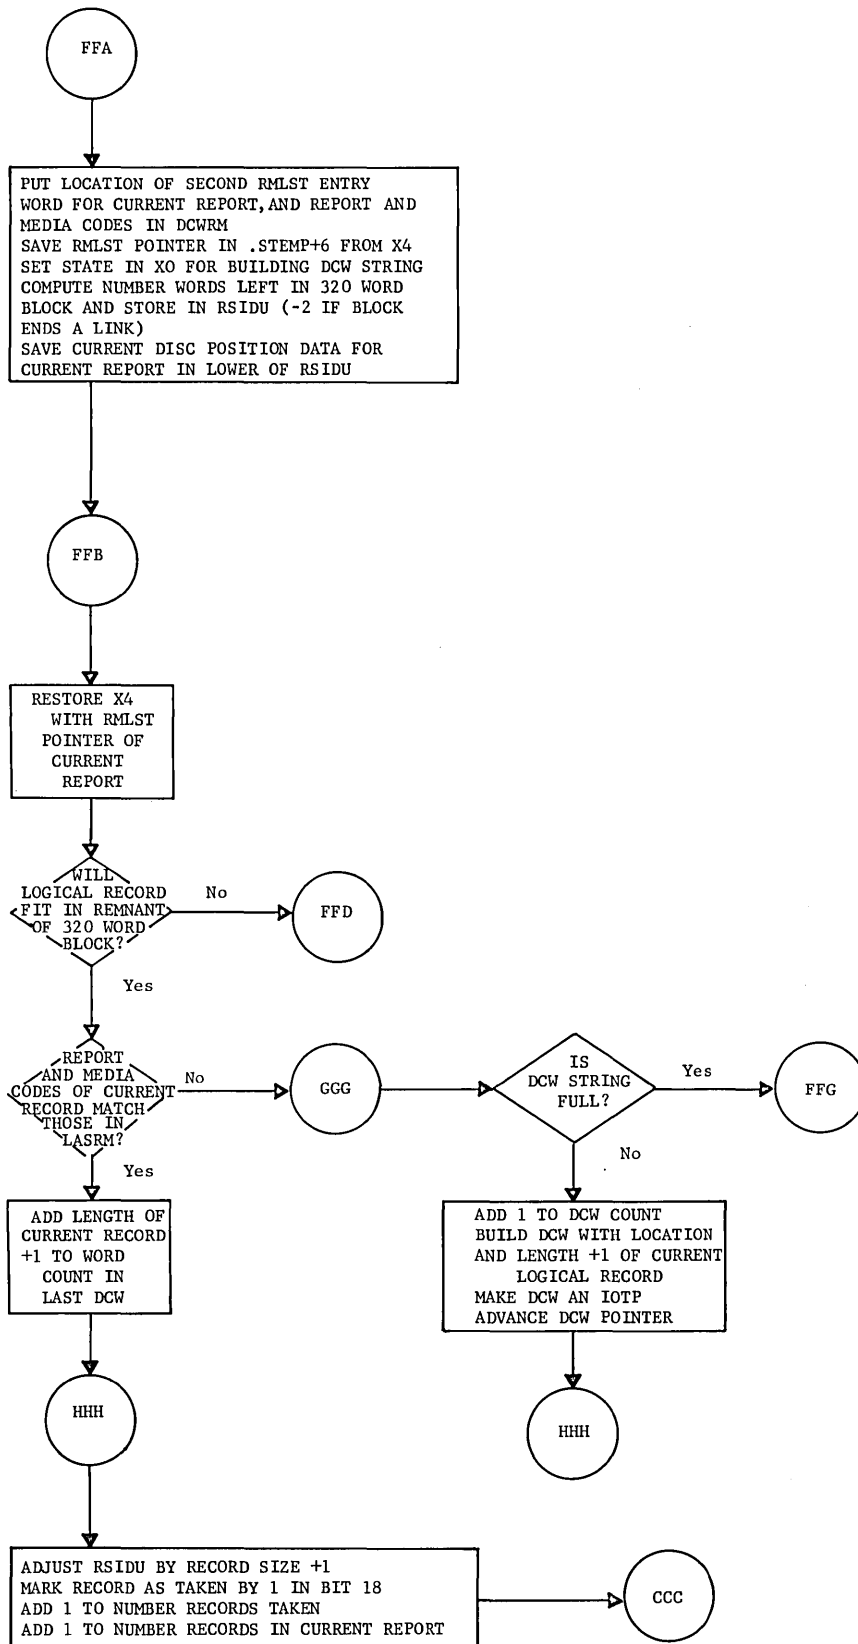 FFA
PUT LOCATION OF SECOND RMLST ENTRY
WORD FOR CURRENT REPORT, AND REPORT AND
MEDIA CODES IN DCWRM
SAVE RMLST POINTER IN .STEMP+6 FROM X4
SET STATE IN XO FOR BUILDING DCW STRING
COMPUTE NUMBER WORDS LEFT IN 320 WORD
BLOCK AND STORE IN RSIDU (-2 IF BLOCK
ENDS A LINK)
SAVE CURRENT DISC POSITION DATA FOR
CURRENT REPORT IN LOWER OF RSIDU
FFB
RESTORE X4
WITH RMLST
POINTER OF
CURRENT
REPORT
WILL
LOGICAL RECORD
FIT IN REMNANT
OF 320 WORD
BLOCK?
No
FFD
Yes
REPORT
AND MEDIA
CODES OF CURRENT
RECORD MATCH
THOSE IN
LASRM?
No
GGG
IS
DCW STRING
FULL?
Yes
FFG
Yes
No
ADD LENGTH OF
CURRENT RECORD
+1 TO WORD
COUNT IN
LAST DCW
ADD 1 TO DCW COUNT
BUILD DCW WITH LOCATION
AND LENGTH +1 OF CURRENT
LOGICAL RECORD
MAKE DCW AN IOTP
ADVANCE DCW POINTER
HHH
HHH
ADJUST RSIDU BY RECORD SIZE +1
MARK RECORD AS TAKEN BY 1 IN BIT 18
ADD 1 TO NUMBER RECORDS TAKEN
ADD 1 TO NUMBER RECORDS IN CURRENT REPORT
CCC